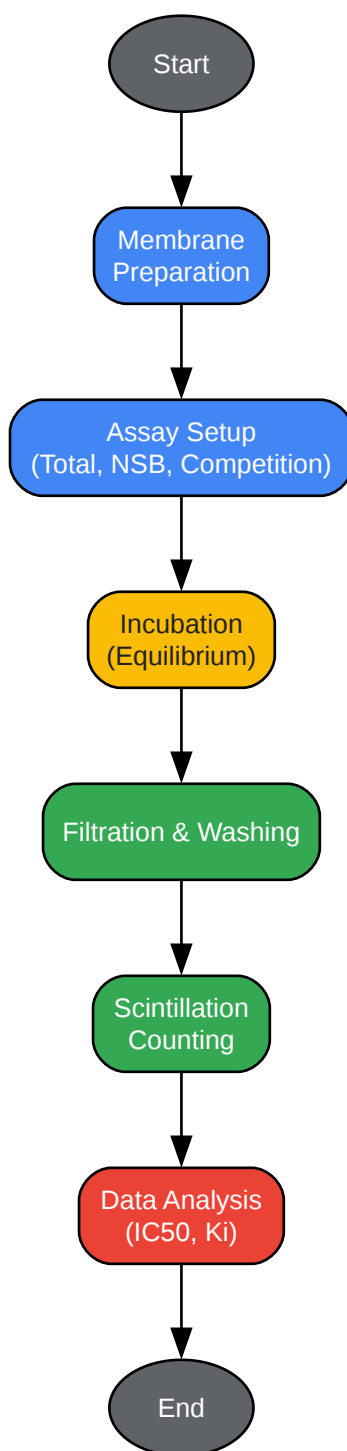 Start
Membrane
Preparation
Assay Setup
(Total, NSB, Competition)
Incubation
(Equilibrium)
Filtration & Washing
Scintillation
Counting
Data Analysis
(IC50, Ki)
End